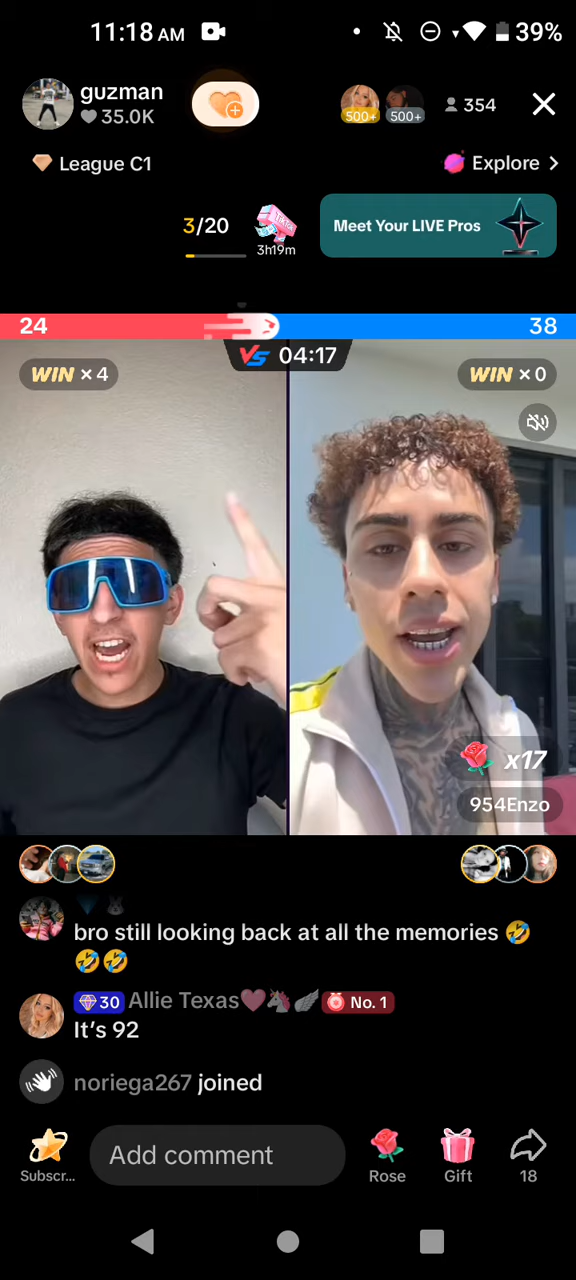 11:18 AM
39%
guzman
35.0K
500+
500+
354
League C1
Explore
3/20
3h19m
Meet Your LIVE Pros
24
38
VS 04:17
WIN × 4
WIN × 0
x17
954Enzo
bro still looking back at all the memories 🤣
🤣🤣
30 Allie Texas❤🦄🪽 No. 1
It's 92
noriega267 joined
Subscr...
Add comment
Rose
Gift
18